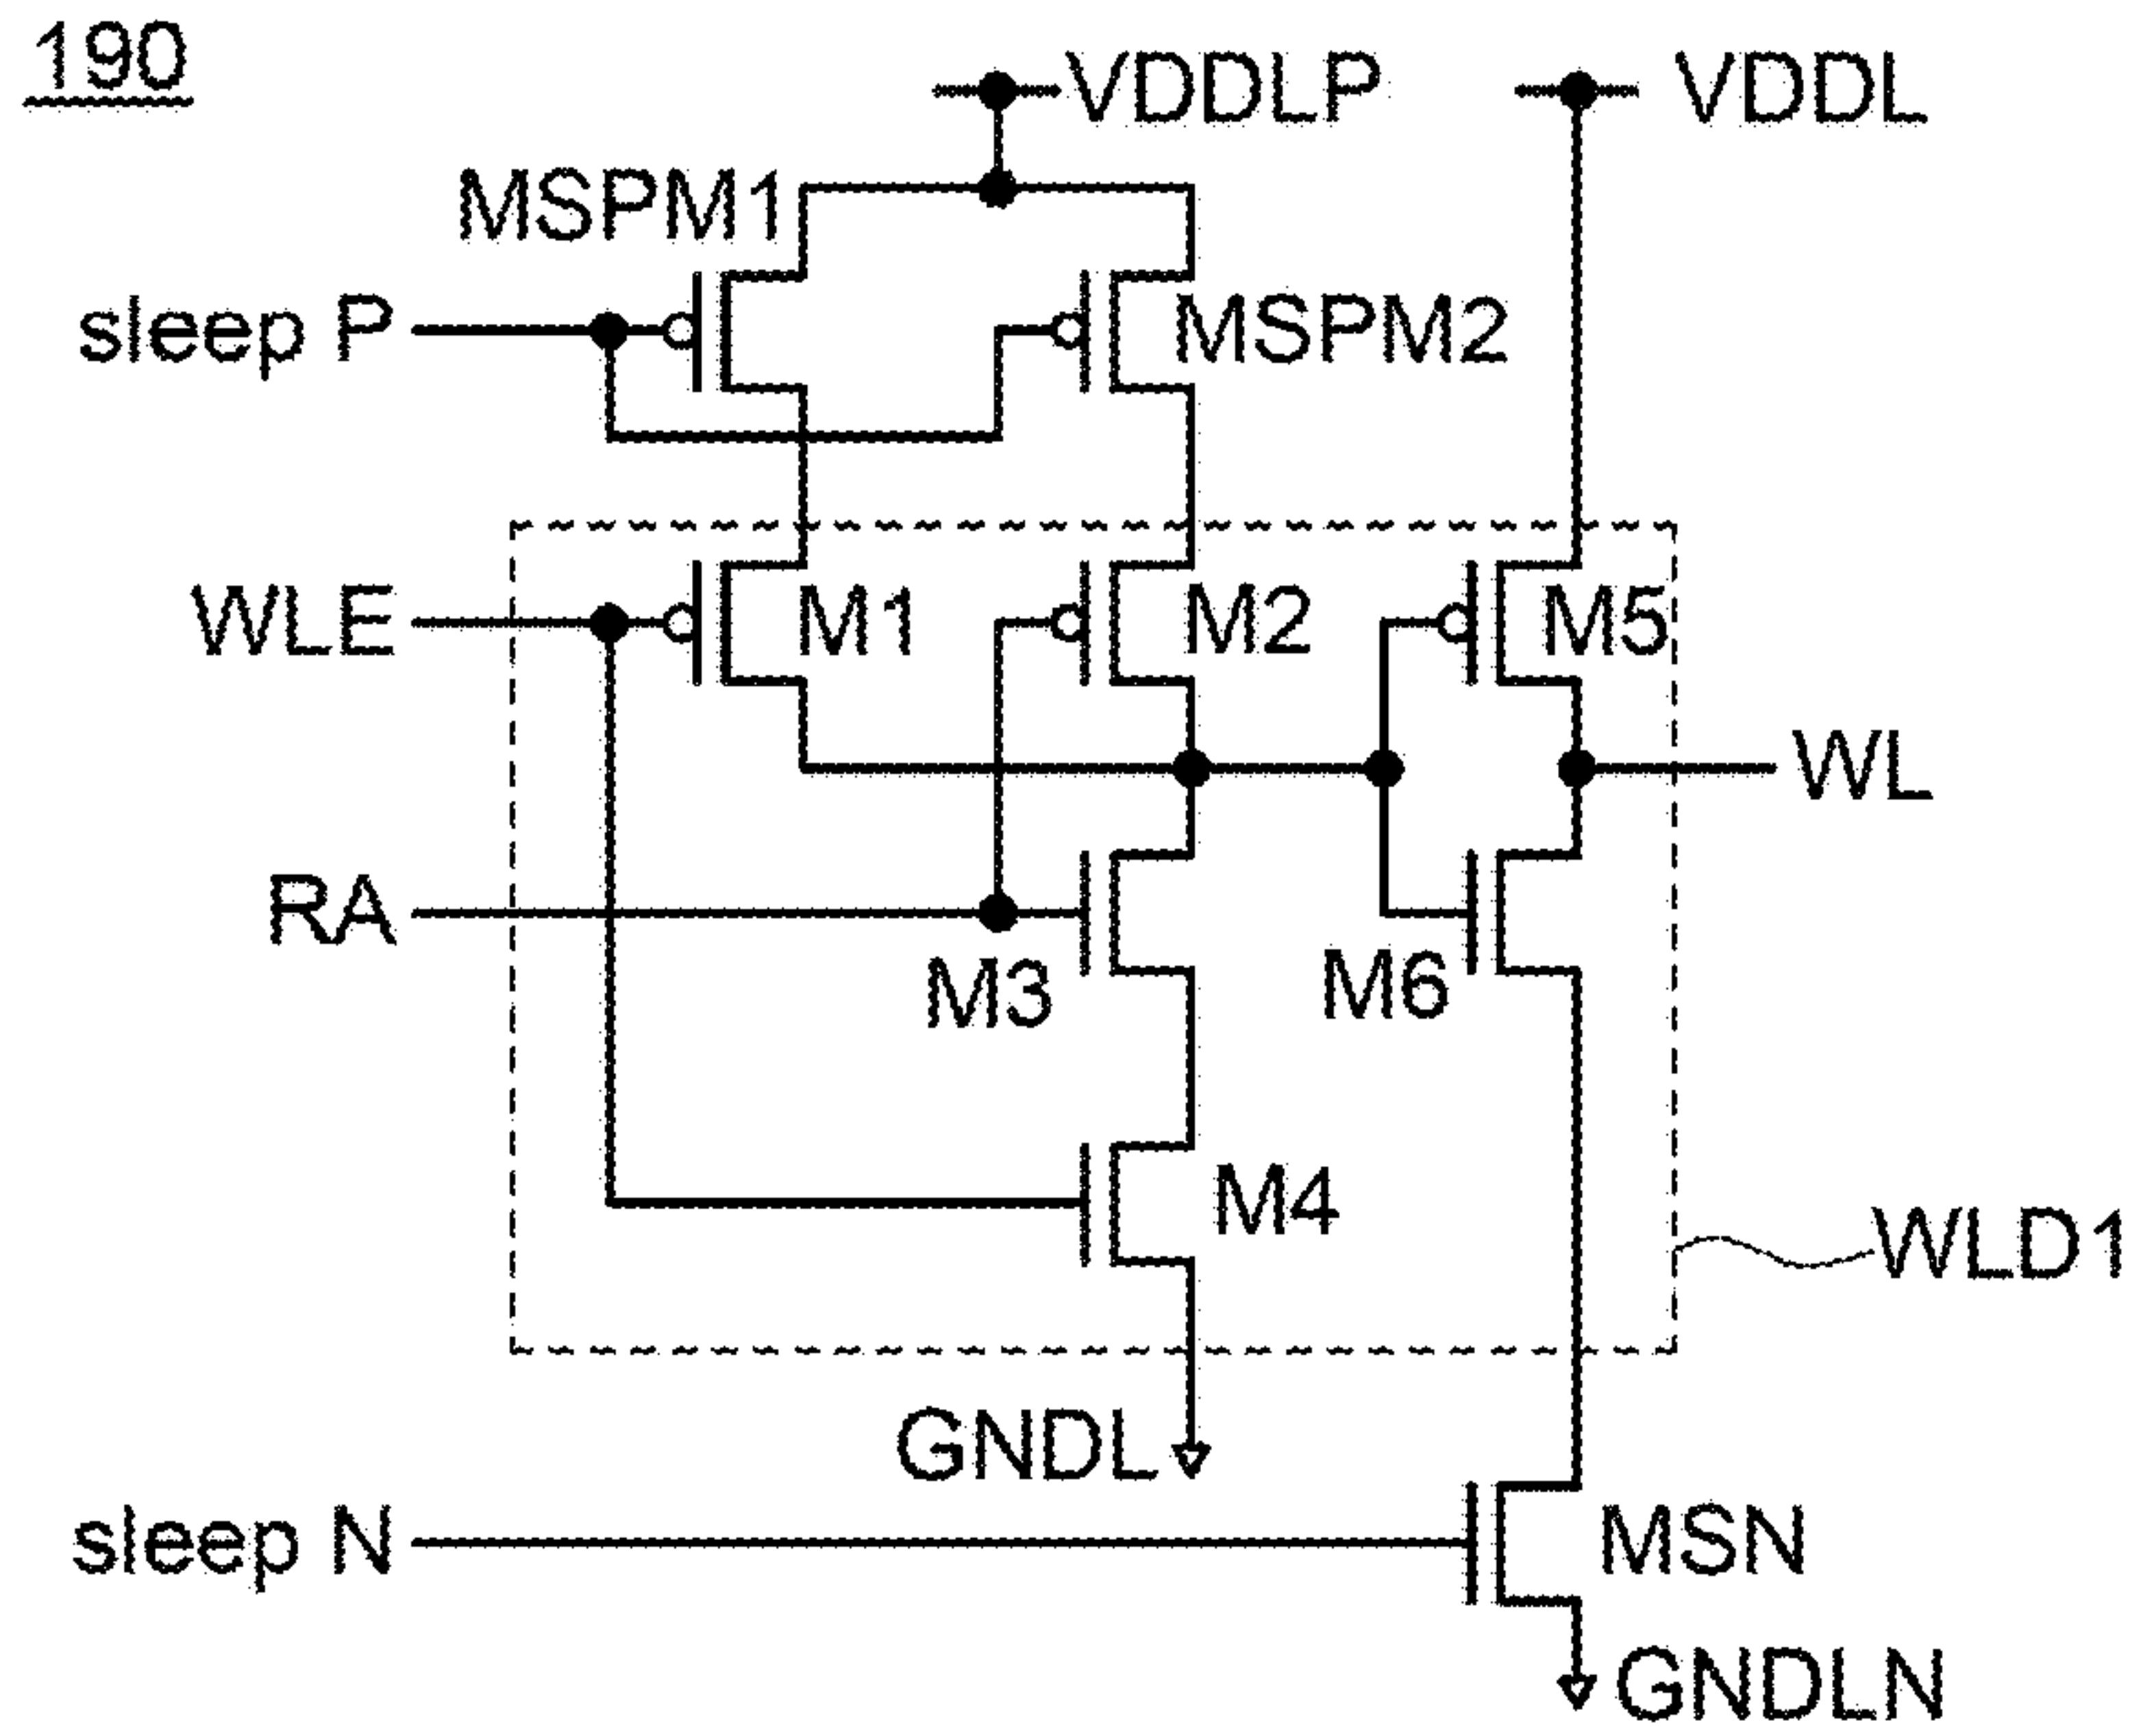 190
VDDLP VDDL
MSPM1
sleep P MSPM2
WLE M1 M2 M5
WL
RA
M3 M6
M4 WLD1
GNDL
sleep N MSN
GNDLN